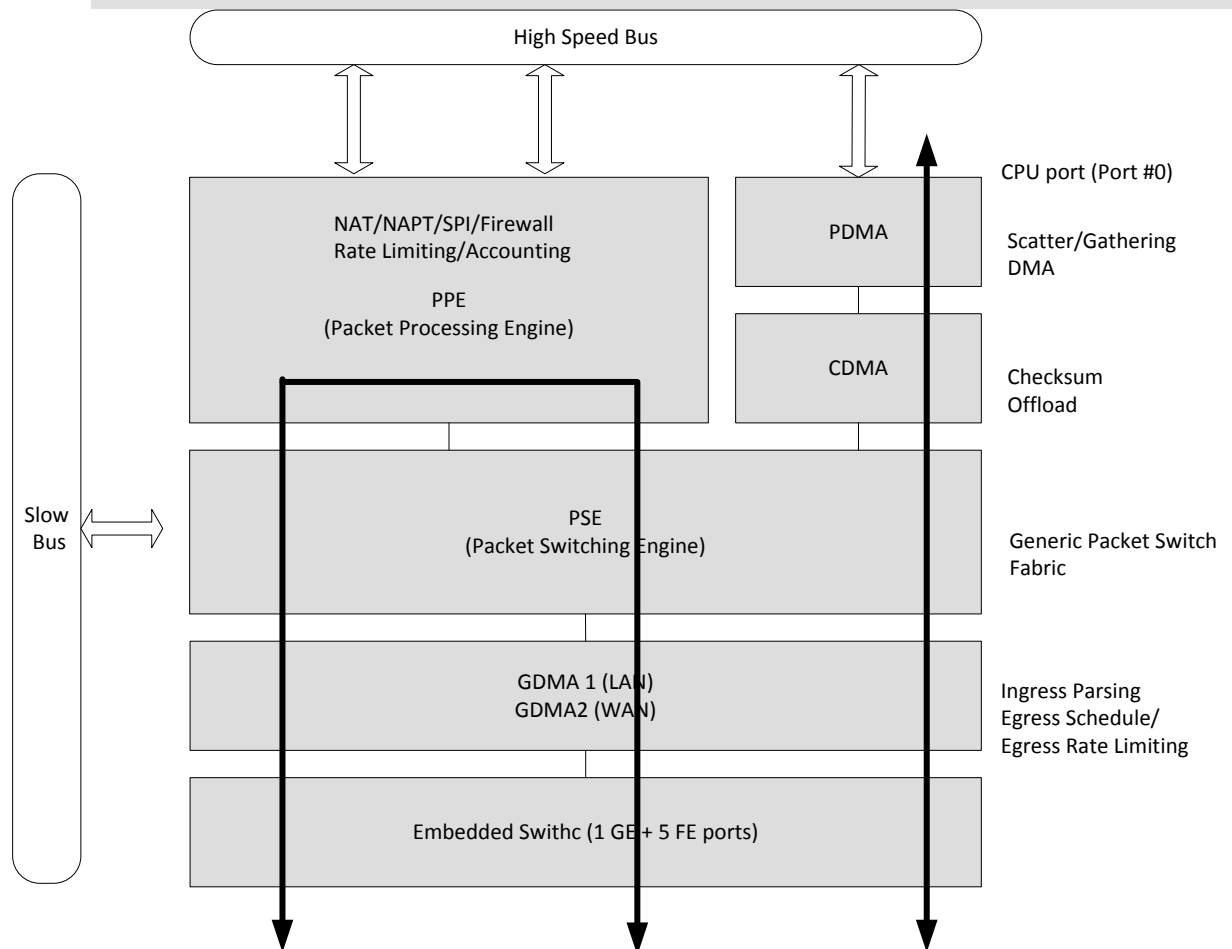 High Speed Bus
CPU port (Port #0)
NAT/NAPT/SPI/Firewall
Rate Limiting/Accounting
PPE
(Packet Processing Engine)
PDMA
Scatter/Gathering
DMA
CDMA
Checksum
Offload
Slow
Bus
PSE
(Packet Switching Engine)
Generic Packet Switch
Fabric
GDMA 1 (LAN)
GDMA2 (WAN)
Ingress Parsing
Egress Schedule/
Egress Rate Limiting
Embedded Swithc (1 GE + 5 FE ports)